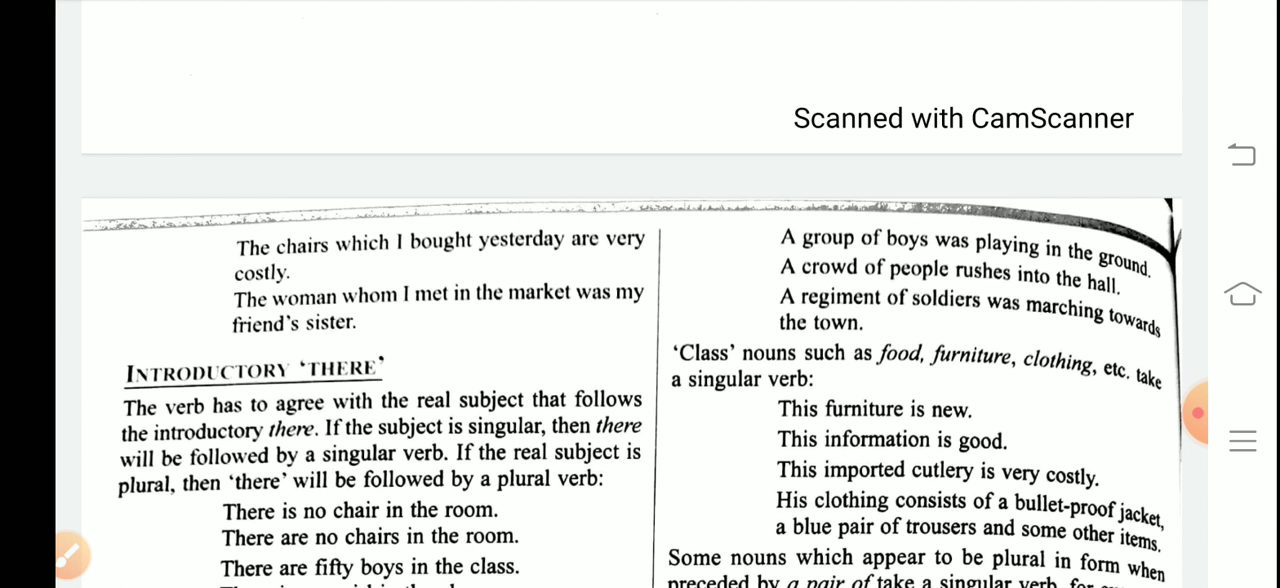 Scanned with CamScanner
The chairs which I bought yesterday are very
costly.
The woman whom I met in the market was my
friend's sister.
INTRODUCTORY 'THERE'
The verb has to agree with the real subject that follows
the introductory there. If the subject is singular, then there
will be followed by a singular verb. If the real subject is
plural, then 'there' will be followed by a plural verb:
There is no chair in the room.
There are no chairs in the room.
There are fifty boys in the class.
A group of boys was playing in the ground.
A crowd of people rushes into the hall.
A regiment of soldiers was marching towards
the town.
'Class' nouns such as food, furniture, clothing, etc. take
a singular verb:
This furniture is new.
This information is good.
This imported cutlery is very costly.
His clothing consists of a bullet-proof jacket,
a blue pair of trousers and some other items.
Some nouns which appear to be plural in form when
preceded by a pair of take a singular verb, for